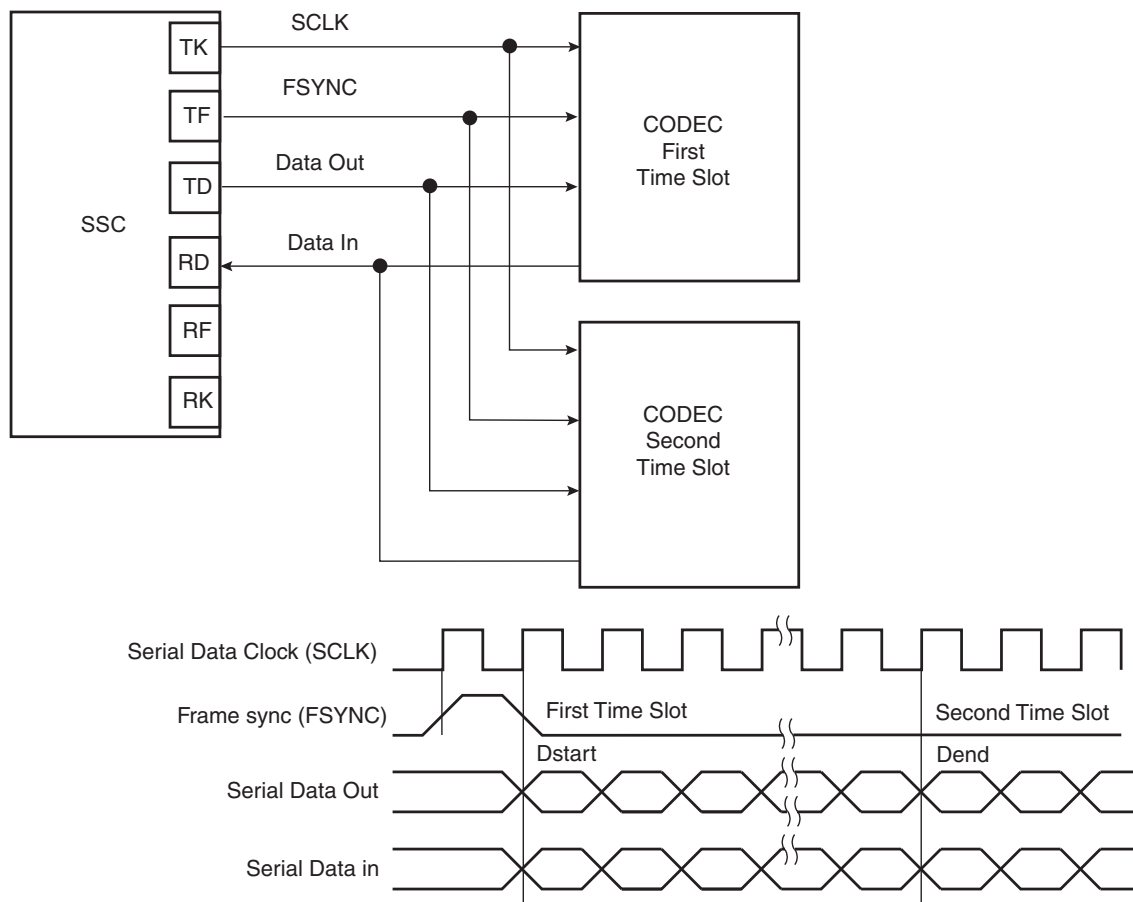 SSC
TK
TF
TD
RD
RF
RK
SCLK
FSYNC
Data Out
Data In
CODEC
First
Time Slot
CODEC
Second
Time Slot
Serial Data Clock (SCLK)
Frame sync (FSYNC)
First Time Slot
Second Time Slot
Dstart
Dend
Serial Data Out
Serial Data in